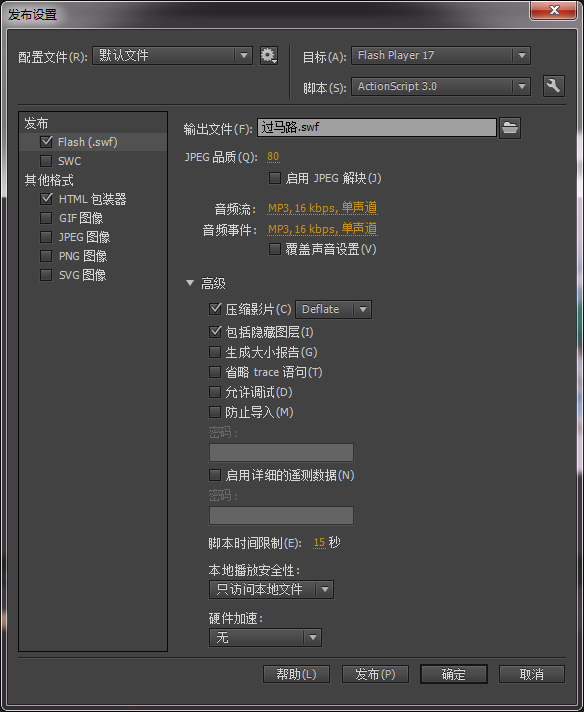 发布设置
配置文件(R): 默认文件
目标(A): Flash Player 17
脚本(S): ActionScript 3.0
发布
Flash (.swf)
SWC
其他格式
HTML 包装器
GIF 图像
JPEG 图像
PNG 图像
SVG 图像
输出文件(F): 过马路.swf
JPEG 品质(Q): 80
启用 JPEG 解块(J)
音频流: MP3, 16 kbps, 单声道
音频事件: MP3, 16 kbps, 单声道
覆盖声音设置(V)
高级
压缩影片(C) Deflate
包括隐藏图层(I)
生成大小报告(G)
省略 trace 语句(T)
允许调试(D)
防止导入(M)
密码:
启用详细的遥测数据(N)
密码:
脚本时间限制(E): 15 秒
本地播放安全性:
只访问本地文件
硬件加速:
无
帮助(L) 发布(P) 确定 取消